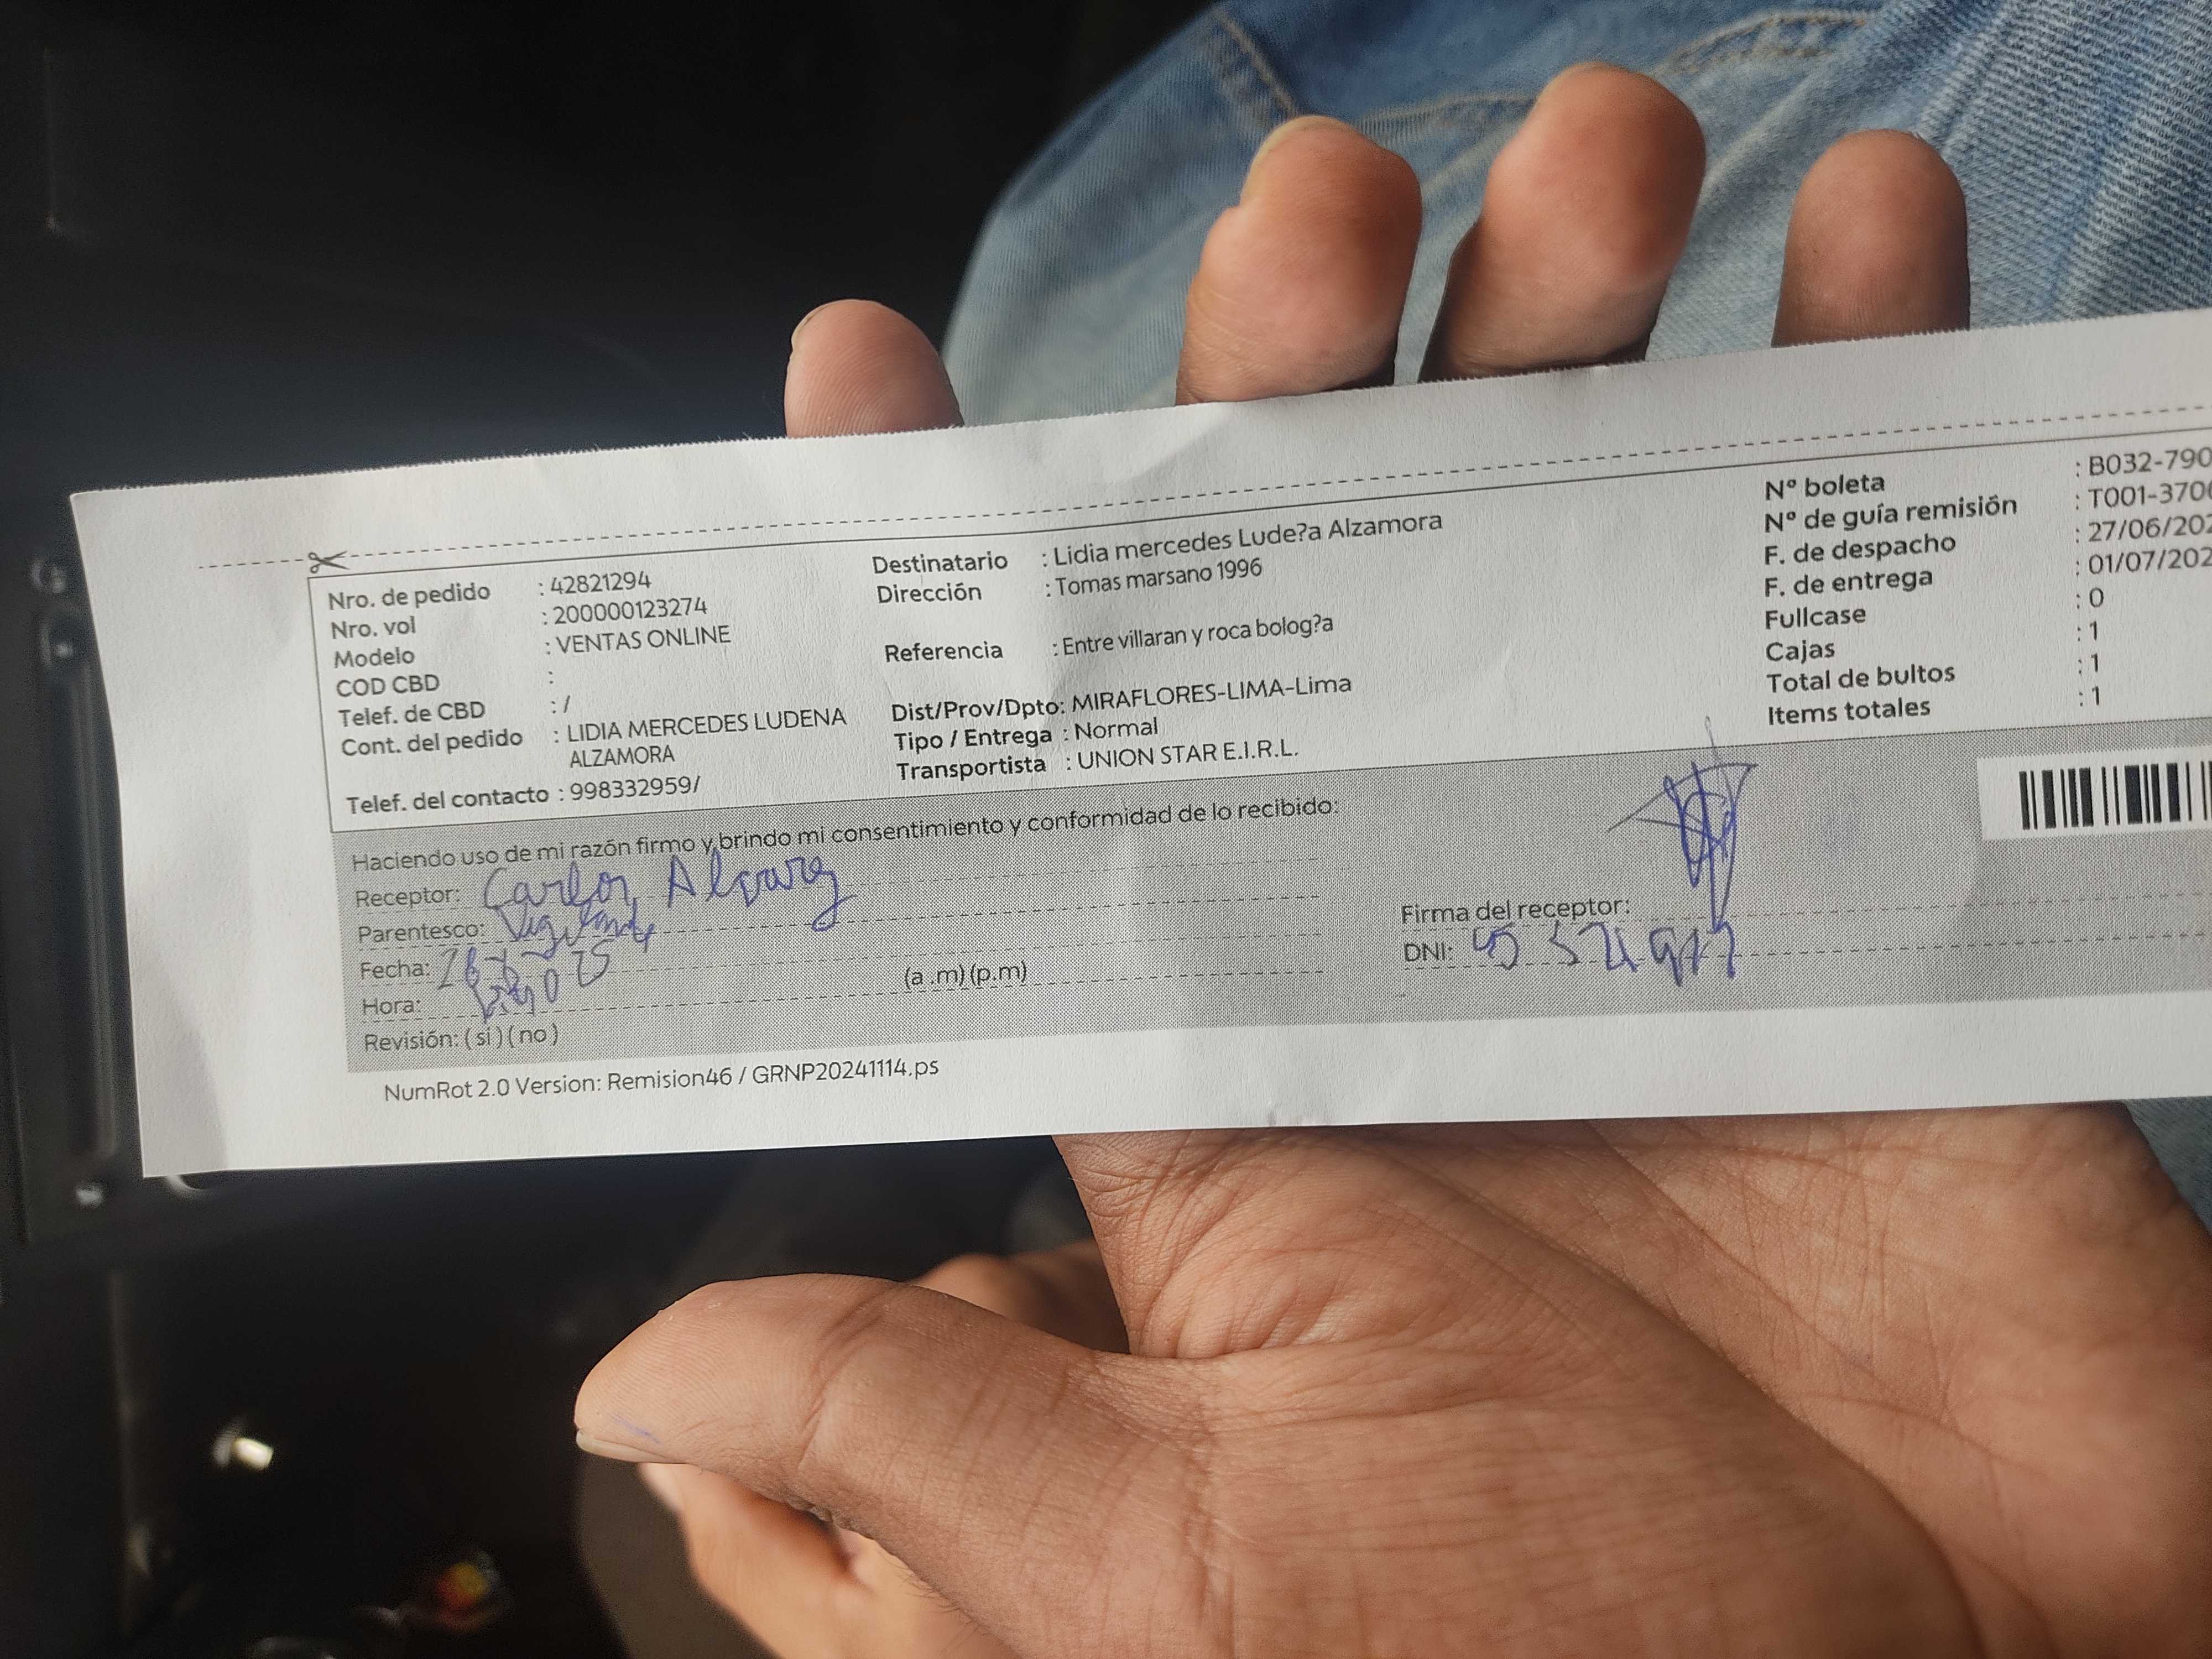 Nro. de pedido : 42821294
Nro. vol : 200000123274
Modelo : VENTAS ONLINE
COD CBD :
Telef. de CBD : /
Cont. del pedido : LIDIA MERCEDES LUDENA
ALZAMORA
Telef. del contacto : 998332959/
Destinatario : Lidia mercedes Lude?a Alzamora
Dirección : Tomas marsano 1996
Referencia : Entre villaran y roca bolog?a
Dist/Prov/Dpto: MIRAFLORES-LIMA-Lima
Tipo / Entrega : Normal
Transportista : UNION STAR E.I.R.L.
Nº boleta : B032-790
Nº de guía remisión : T001-370
F. de despacho : 27/06/202
F. de entrega : 01/07/202
Fullcase : 0
Cajas : 1
Total de bultos : 1
Items totales : 1
Haciendo uso de mi razón firmo y brindo mi consentimiento y conformidad de lo recibido:
Receptor: Carlos Alvarez
Parentesco: Vigilante
Fecha:
Hora: (a .m) (p.m)
Revisión: ( si ) ( no )
Firma del receptor:
DNI:
NumRot 2.0 Version: Remision46 / GRNP20241114.ps